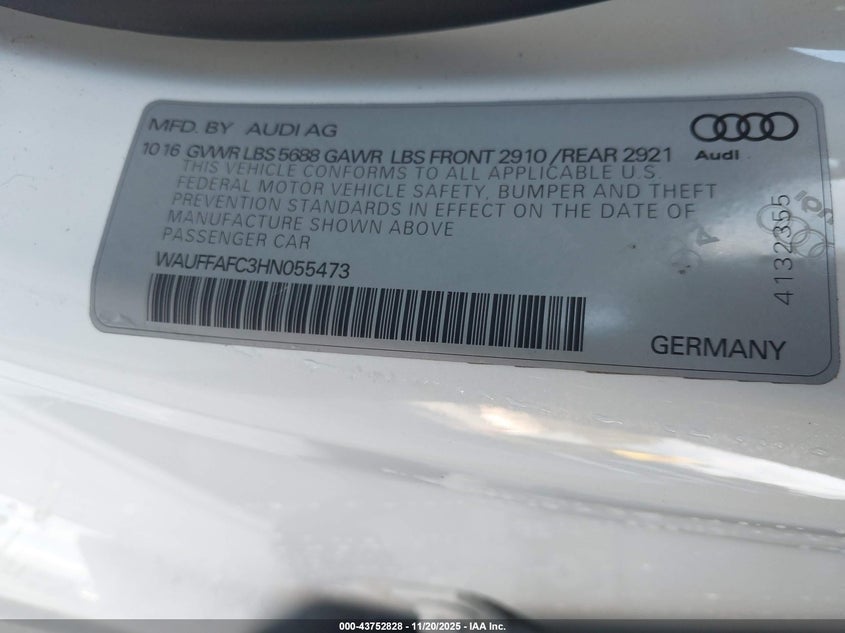 MFD. BY AUDI AG
10 16 GVWR LBS 5688 GAWR LBS FRONT 2910 /REAR 2921
THIS VEHICLE CONFORMS TO ALL APPLICABLE U.S.
FEDERAL MOTOR VEHICLE SAFETY, BUMPER AND THEFT
PREVENTION STANDARDS IN EFFECT ON THE DATE OF
MANUFACTURE SHOWN ABOVE
PASSENGER CAR
WAUFFAFC3HN055473
Audi
4132355
GERMANY
000-43752828 - 11/20/2025 - IAA Inc.